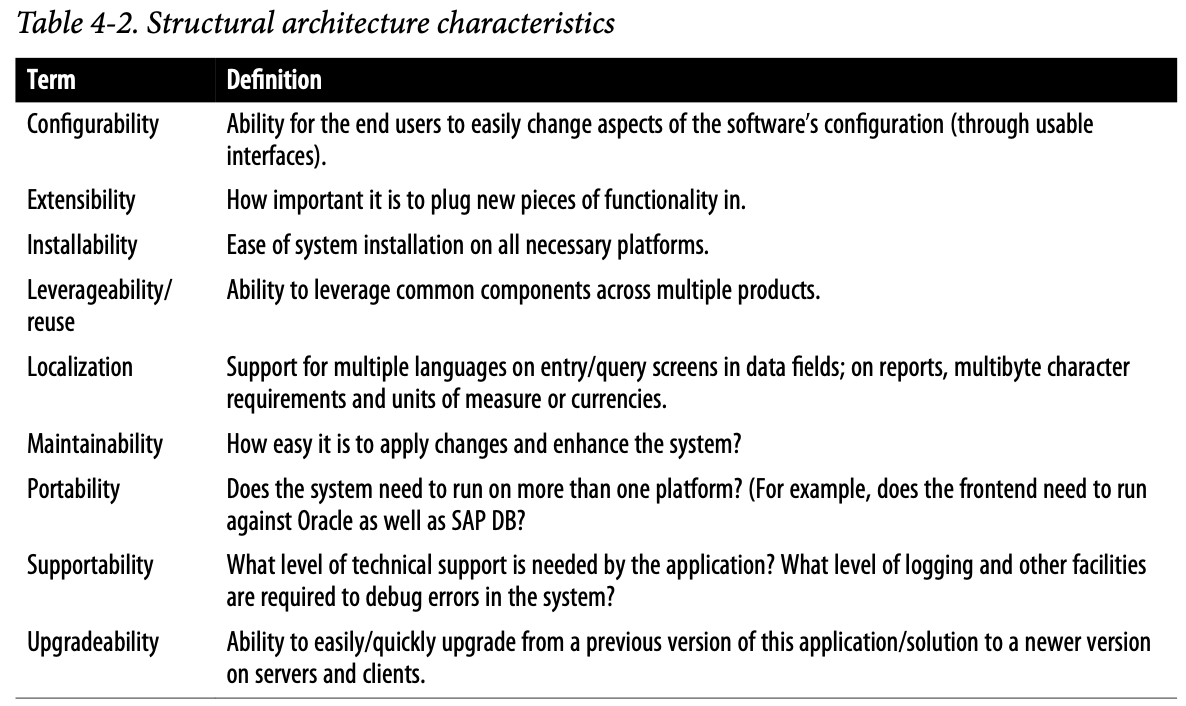 Table 4-2. Structural architecture characteristics
Term Definition
Configurability Ability for the end users to easily change aspects of the software’s configuration (through usable
interfaces).
Extensibility How important it is to plug new pieces of functionality in.
Installability Ease of system installation on all necessary platforms.
Leverageability/ Ability to leverage common components across multiple products.
reuse
Localization Support for multiple languages on entry/query screens in data fields; on reports, multibyte character
requirements and units of measure or currencies.
Maintainability How easy it is to apply changes and enhance the system?
Portability Does the system need to run on more than one platform? (For example, does the frontend need to run
against Oracle as well as SAP DB?
Supportability What level of technical support is needed by the application? What level of logging and other facilities
are required to debug errors in the system?
Upgradeability Ability to easily/quickly upgrade from a previous version of this application/solution to a newer version
on servers and clients.